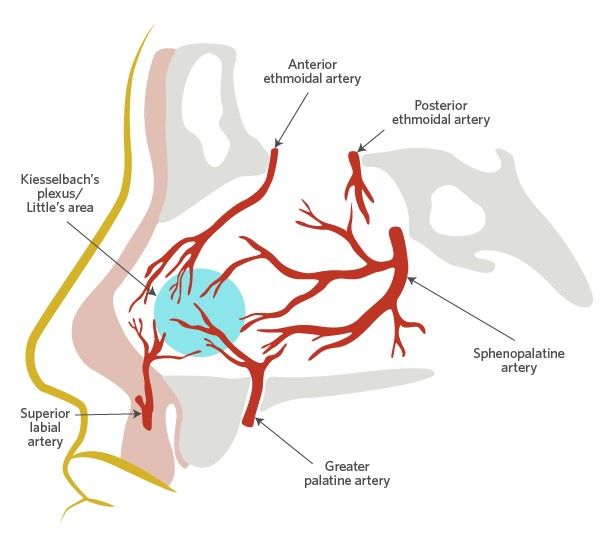 Anterior
ethmoidal artery
Posterior
ethmoidal artery
Kiesselbach's
plexus/
Little's area
Sphenopalatine
artery
Superior
labial
artery
Greater
palatine artery